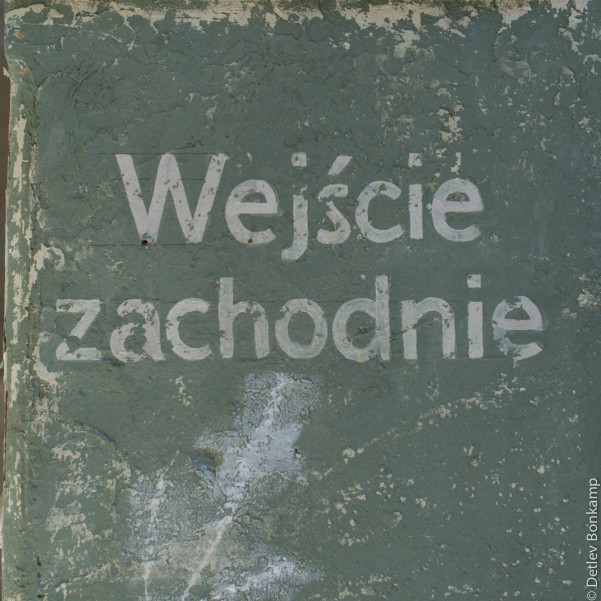 Wejście
zachodnie
© Detlev Bonkamp